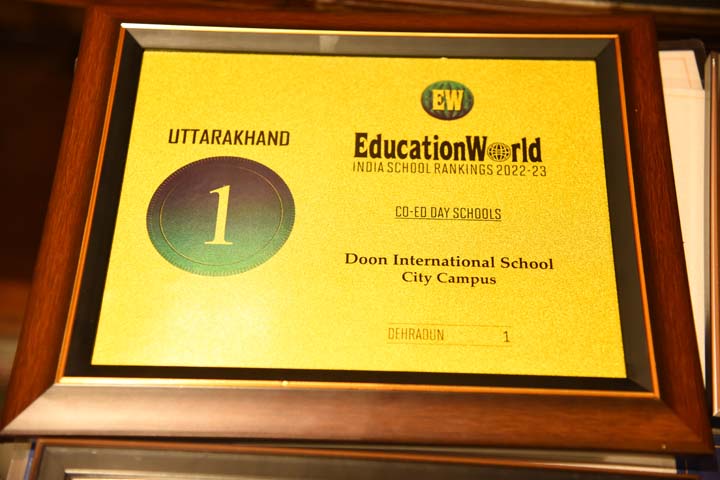 UTTARAKHAND
1
EW
EducationWorld
INDIA SCHOOL RANKINGS 2022-23
CO-ED DAY SCHOOLS
Doon International School
City Campus
DEHRADUN 1